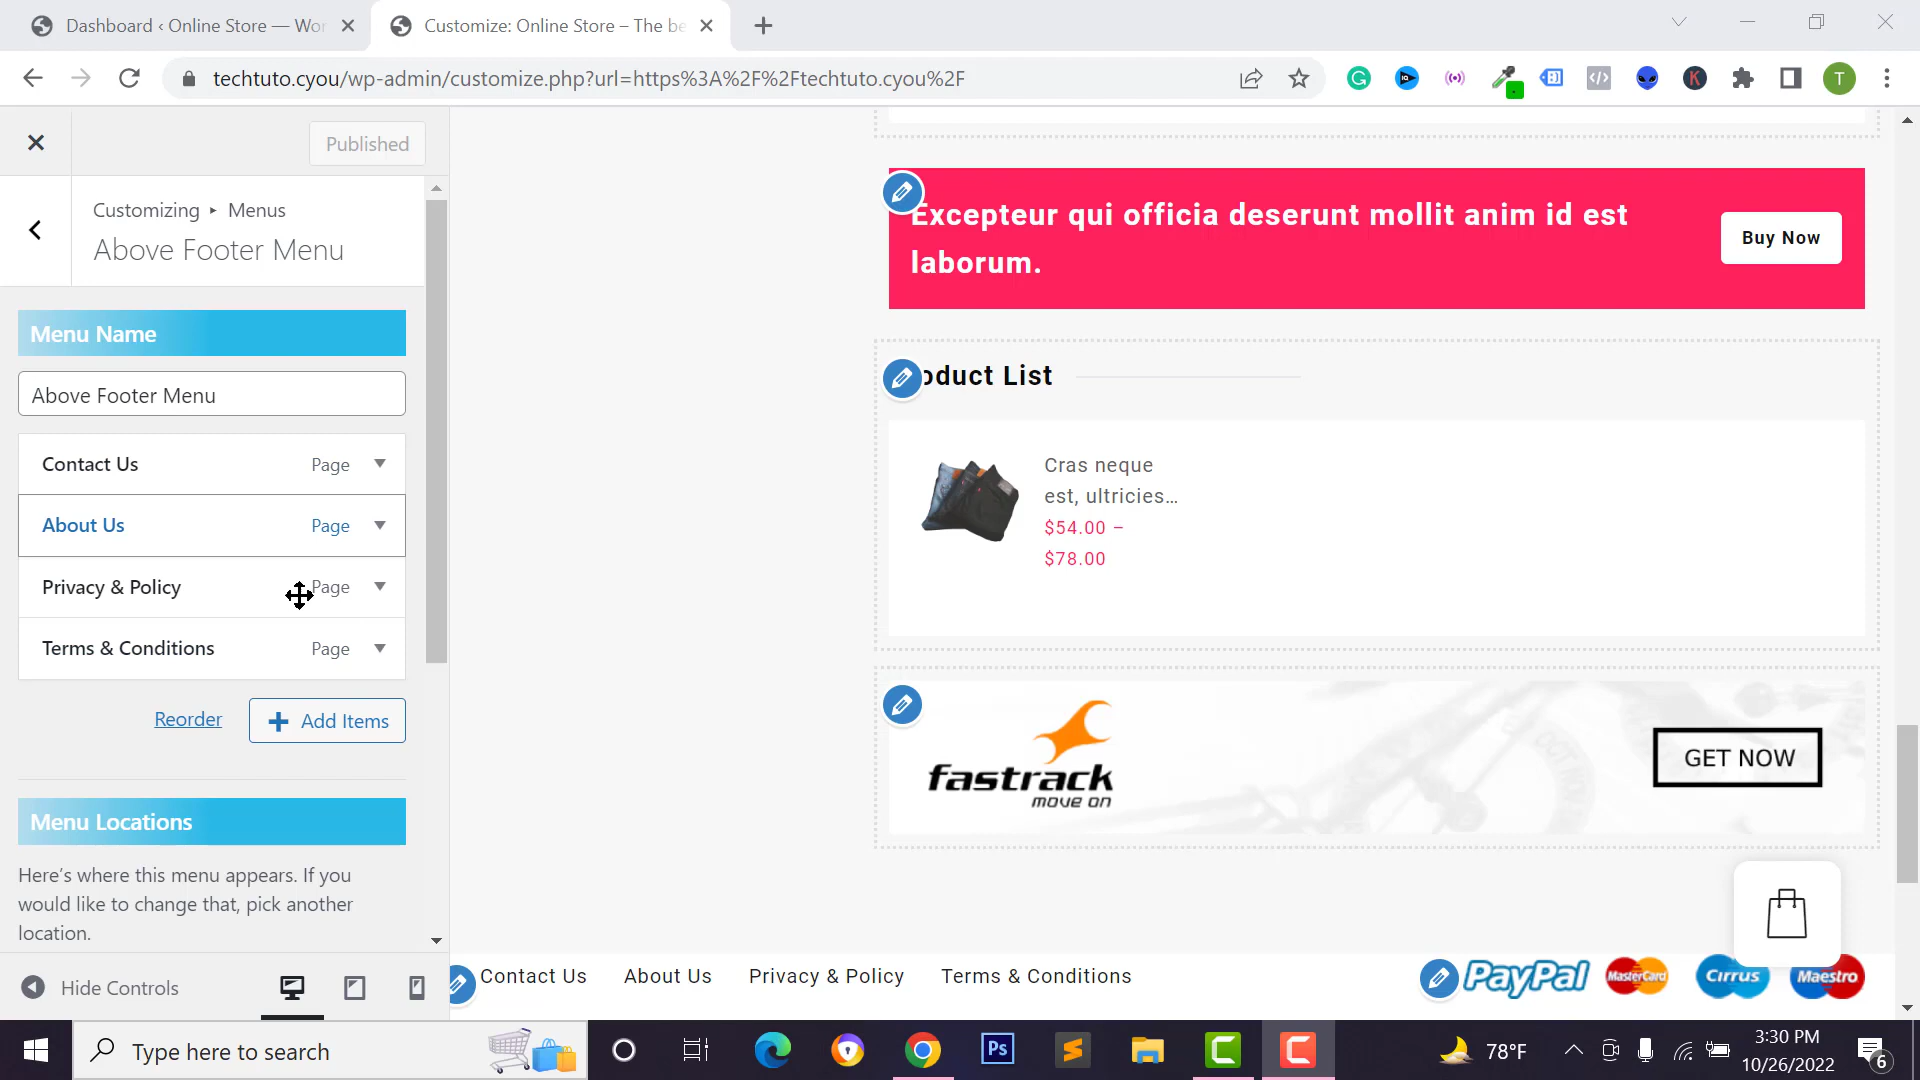 Dashboard ‹ Online Store — Wor
Customize: Online Store – The be
techtuto.cyou/wp-admin/customize.php?url=https%3A%2F%2Ftechtuto.cyou%2F
T
Published
Customizing ▸ Menus
Above Footer Menu
Menu Name
Above Footer Menu
Contact Us Page
About Us Page
Privacy & Policy Page
Terms & Conditions Page
Reorder
Add Items
Menu Locations
Here’s where this menu appears. If you
would like to change that, pick another
location.
Hide Controls
Excepteur qui officia deserunt mollit anim id est
laborum.
Buy Now
oduct List
Cras neque
est, ultricies...
$54.00 –
$78.00
fastrack
move on
GET NOW
Contact Us About Us Privacy & Policy Terms & Conditions
PayPal MasterCard Cirrus Maestro
Type here to search
Ps
78°F
3:30 PM
10/26/2022
6